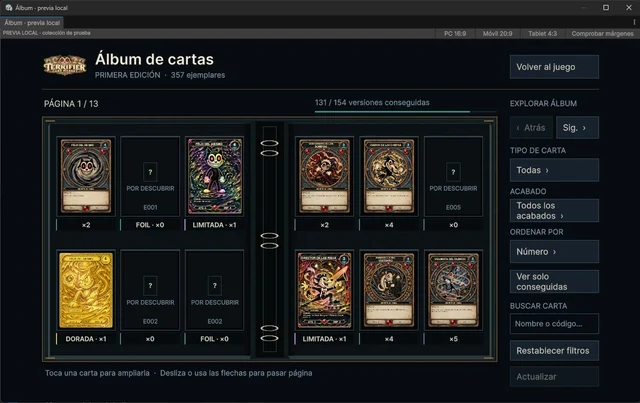 Álbum · previa local
Álbum · previa local
PREVIA LOCAL · colección de prueba
PC 16:9
Móvil 20:9
Tablet 4:3
Comprobar márgenes
TERRIFIER
Álbum de cartas
PRIMERA EDICIÓN · 357 ejemplares
Volver al juego
PÁGINA 1 / 13
131 / 154 versiones conseguidas
EXPLORAR ÁLBUM
‹ Atrás
Sig. ›
TIPO DE CARTA
Todas ›
ACABADO
Todos los
acabados ›
ORDENAR POR
Número ›
Ver solo
conseguidas
BUSCAR CARTA
Nombre o código...
Restablecer filtros
Actualizar
?
POR DESCUBRIR
E001
?
POR DESCUBRIR
E005
×2
FOIL · ×0
LIMITADA · ×1
×2
×4
×0
?
POR DESCUBRIR
E002
?
POR DESCUBRIR
E002
DORADA · ×1
×0
FOIL · ×0
LIMITADA · ×1
×4
×5
Toca una carta para ampliarla · Desliza o usa las flechas para pasar página